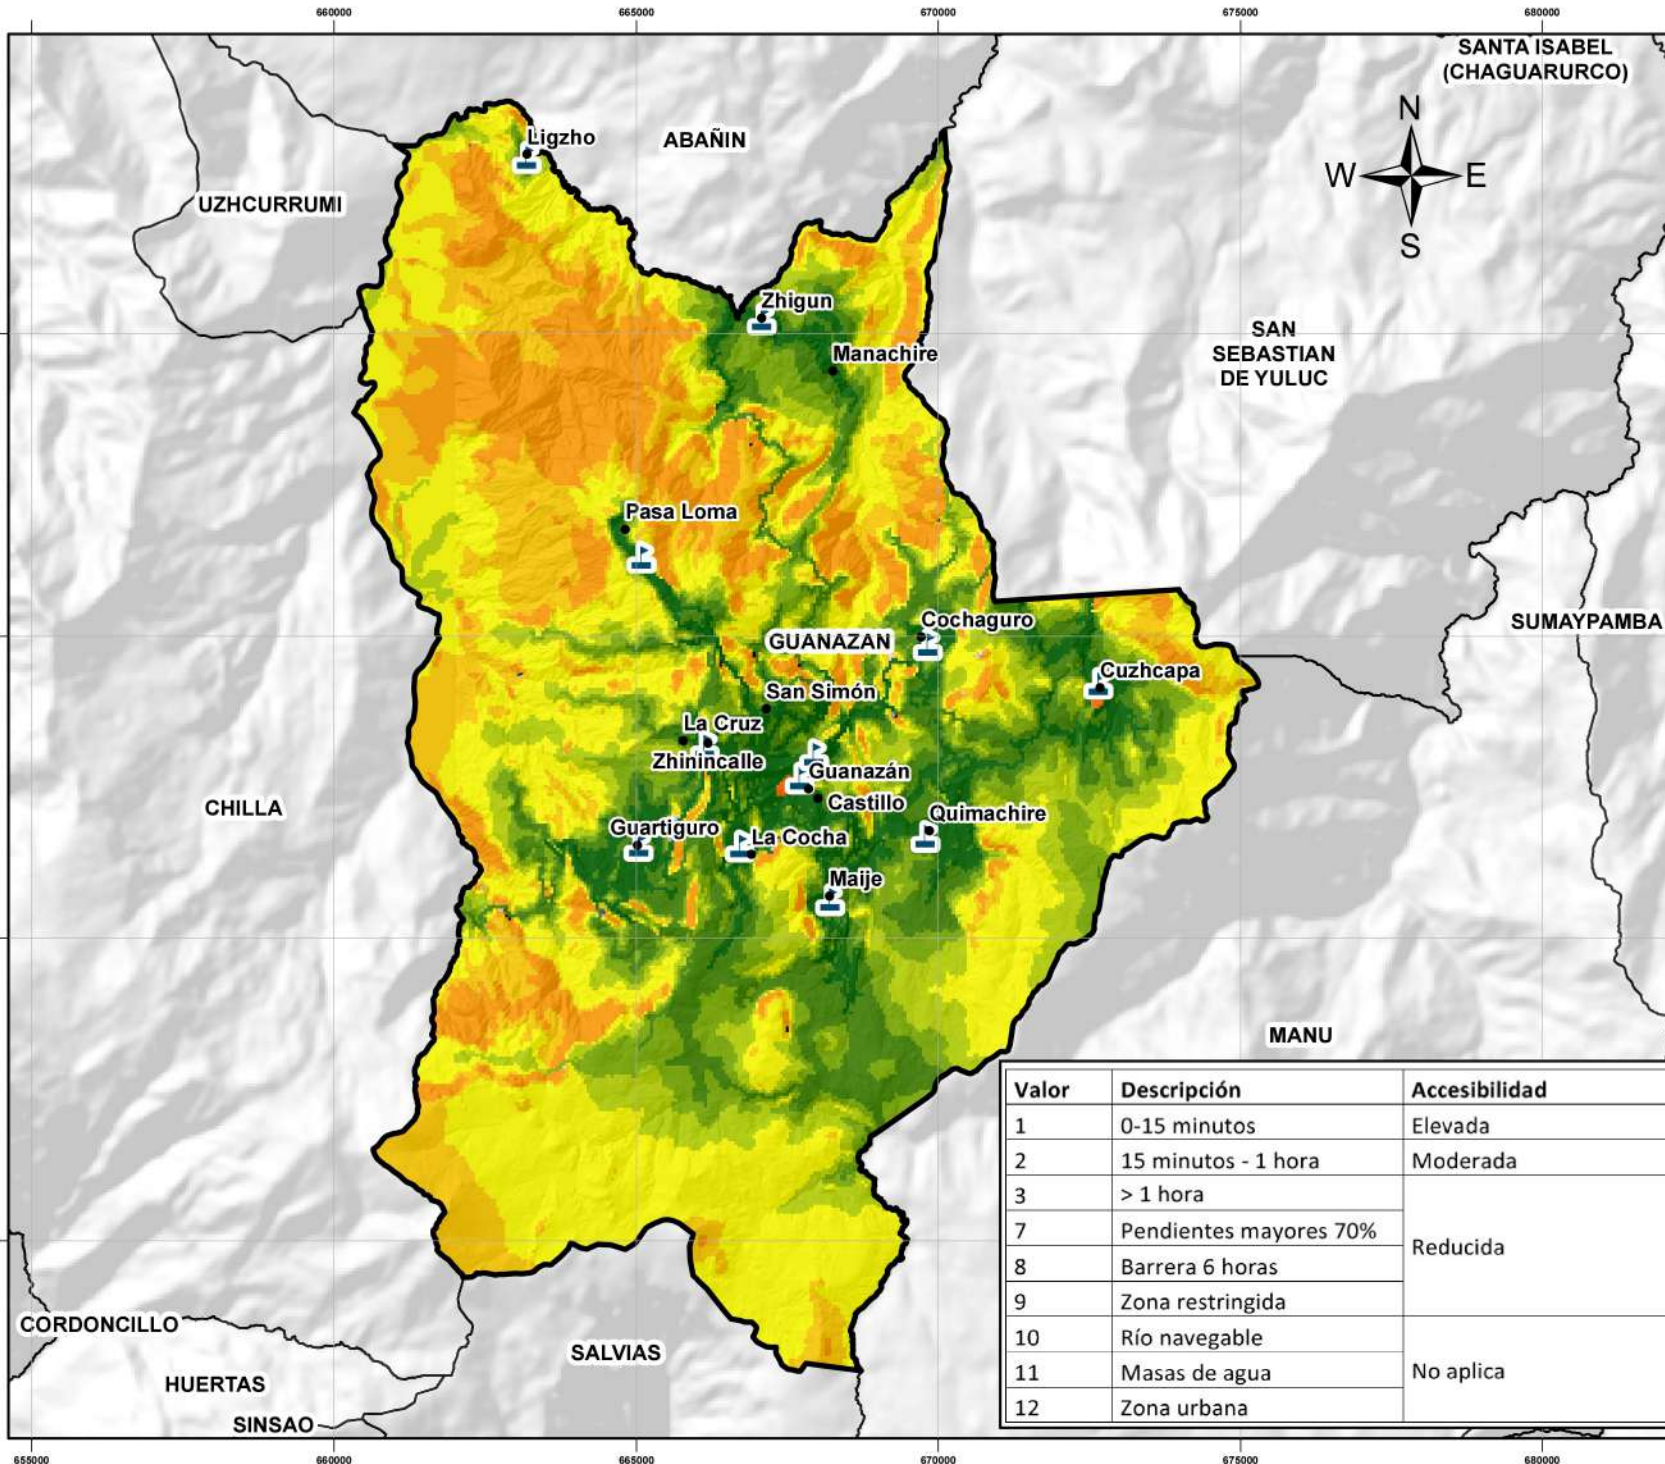 660000 665000 670000 675000 680000
SANTA ISABEL
(CHAGUARURCO)
N
Ligzho
ABAÑIN
W E
UZHCURRUMI
S
Zhigun
SAN
SEBASTIAN
DE YULUC
Manachire
Pasa Loma
Cochaguro
SUMAYPAMBA
GUANAZAN
Cuzhcapa
San Simón
La Cruz
Zhinincalle
Guanazán
CHILLA
Castillo
Quimachire
Guartiguro
La Cocha
Maije
MANU
Valor Descripción Accesibilidad
1 0-15 minutos Elevada
2 15 minutos - 1 hora Moderada
3 > 1 hora
7 Pendientes mayores 70%
Reducida
8 Barrera 6 horas
9 Zona restringida
10 Río navegable
11 Masas de agua No aplica
12 Zona urbana
CORDONCILLO
SALVIAS
HUERTAS
SINSAO
655000 660000 665000 670000 675000 680000